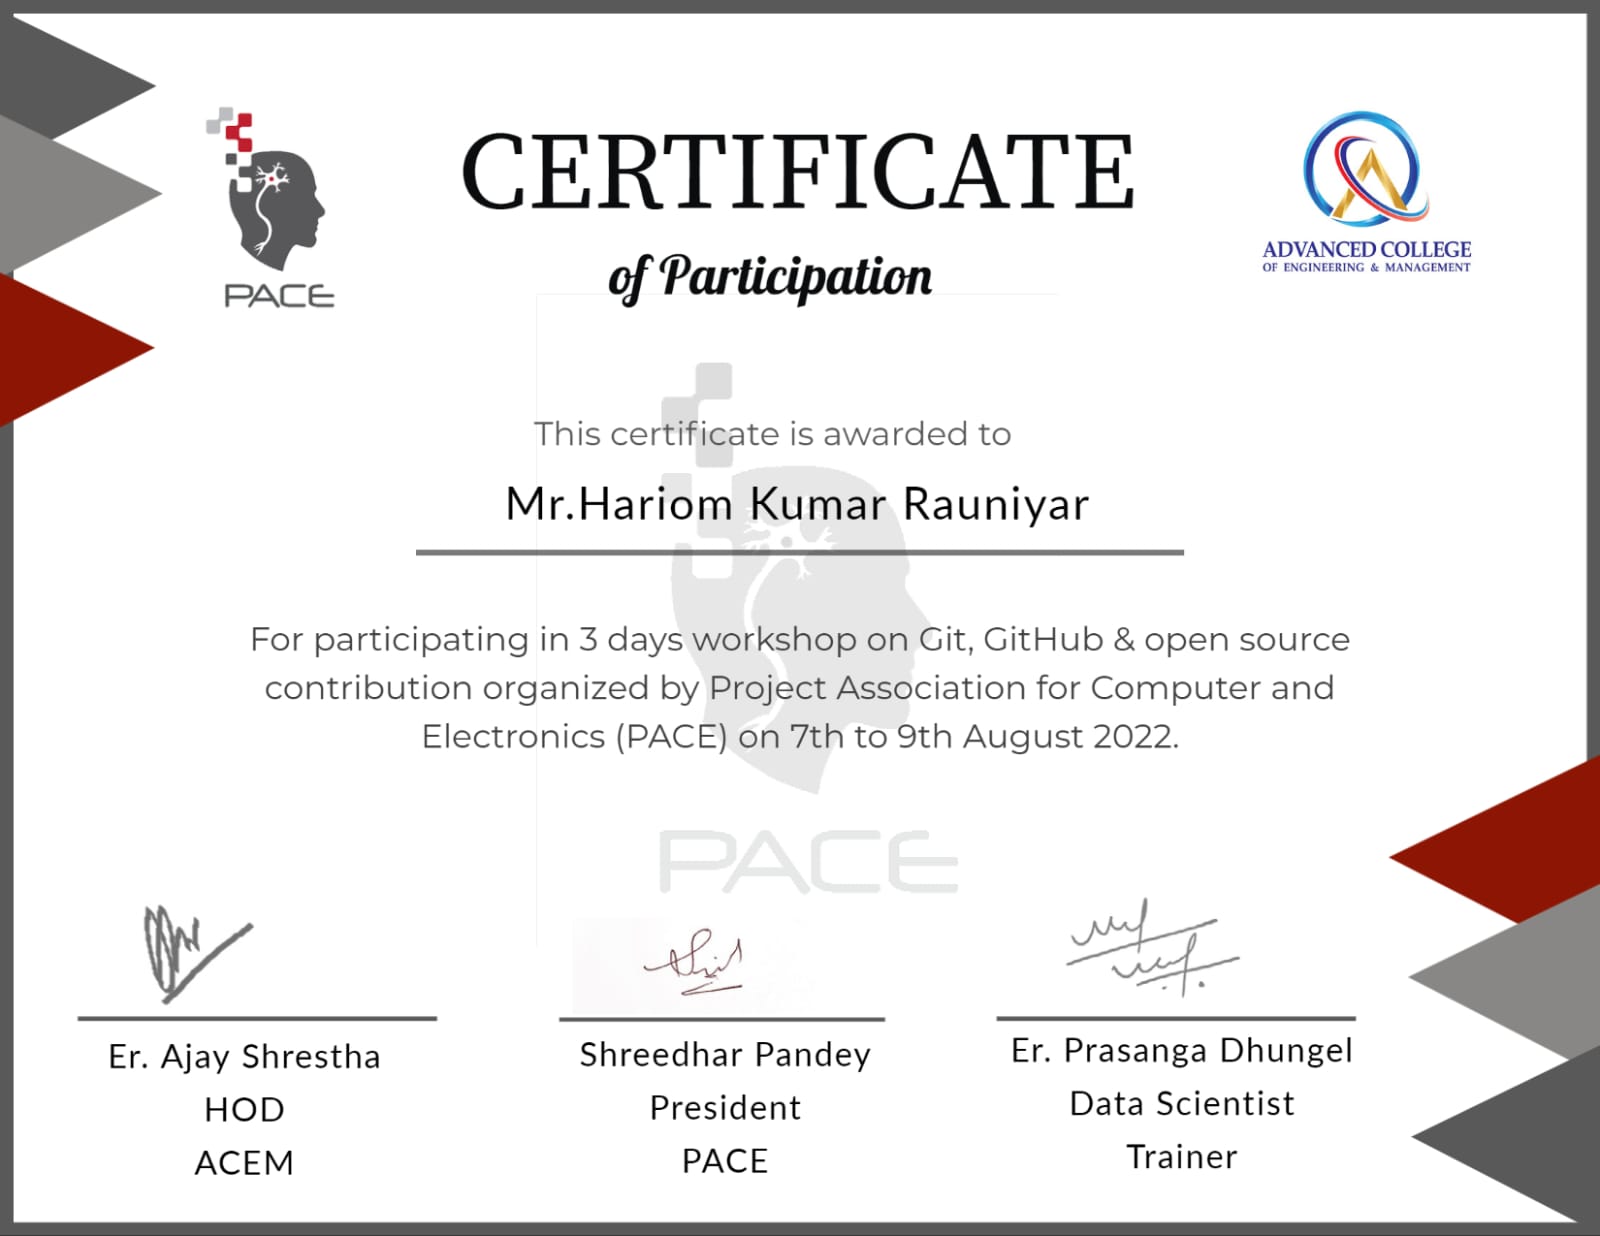 PACE
CERTIFICATE
of Participation
ADVANCED COLLEGE
OF ENGINEERING & MANAGEMENT
This certificate is awarded to
Mr.Hariom Kumar Rauniyar
For participating in 3 days workshop on Git, GitHub & open source
contribution organized by Project Association for Computer and
Electronics (PACE) on 7th to 9th August 2022.
PACE
Er. Ajay Shrestha
HOD
ACEM
Shreedhar Pandey
President
PACE
Er. Prasanga Dhungel
Data Scientist
Trainer